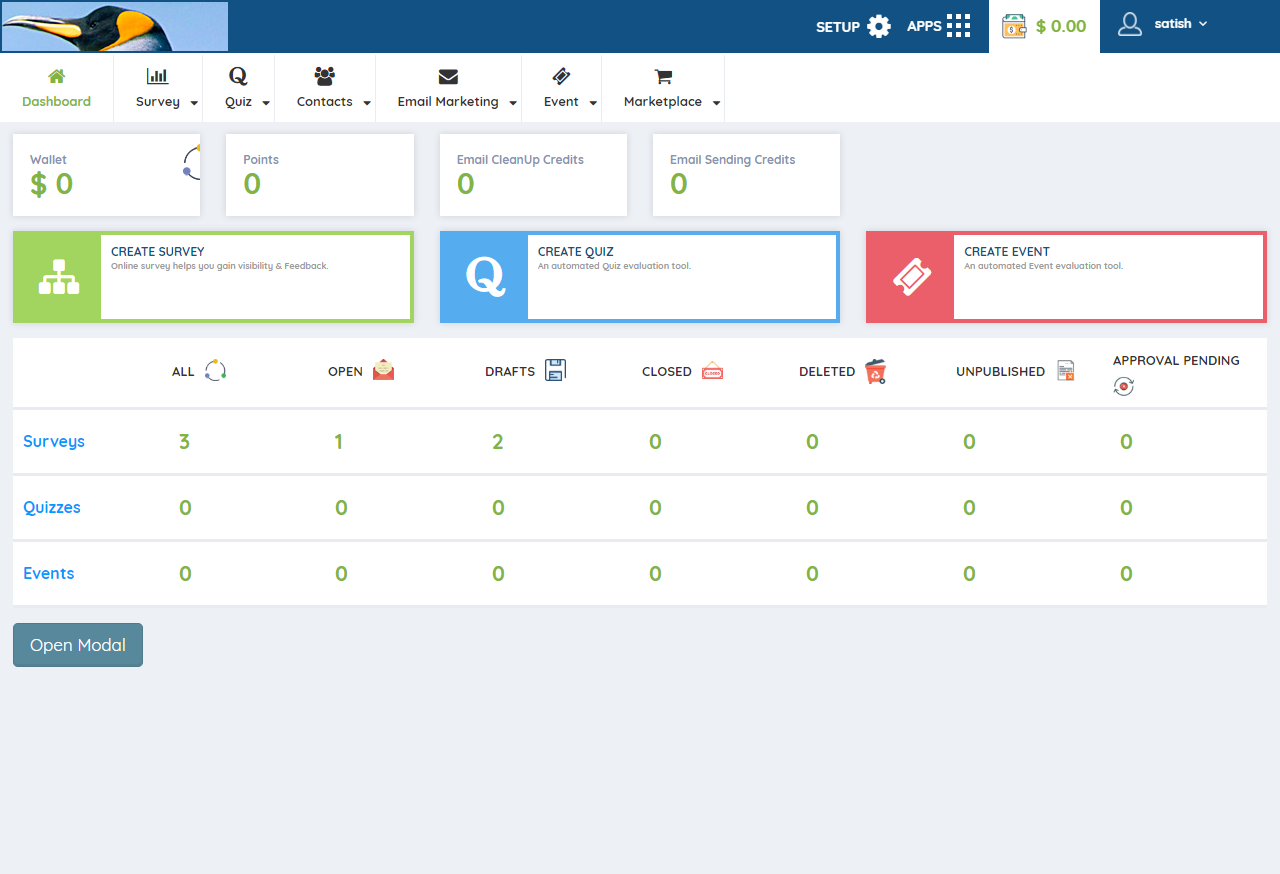 SETUP APPS $ 0.00 satish
Dashboard Survey Quiz Contacts Email Marketing Event Marketplace
Wallet Points Email CleanUp Credits Email Sending Credits
$ 0 0 0 0
CREATE SURVEY
Online survey helps you gain visibility & Feedback.
CREATE QUIZ
An automated Quiz evaluation tool.
CREATE EVENT
An automated Event evaluation tool.
ALL OPEN DRAFTS CLOSED DELETED UNPUBLISHED APPROVAL PENDING
Surveys 3 1 2 0 0 0 0
Quizzes 0 0 0 0 0 0 0
Events 0 0 0 0 0 0 0
Open Modal